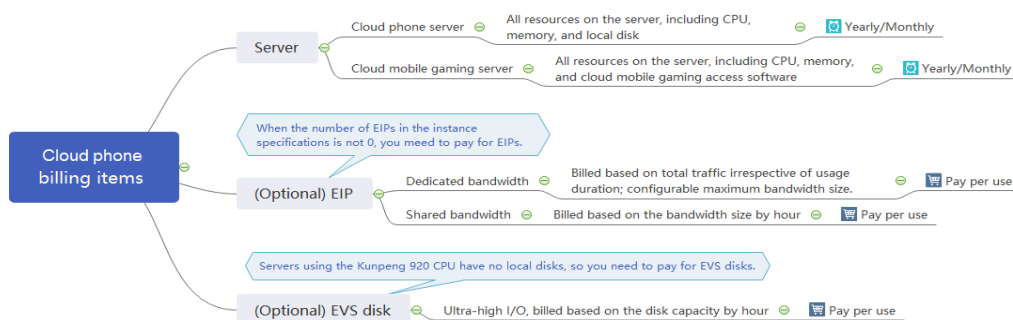 Cloud phone
billing items
Server
Cloud phone server
All resources on the server, including CPU,
memory, and local disk
Yearly/Monthly
Cloud mobile gaming server
All resources on the server, including CPU, memory,
and cloud mobile gaming access software
Yearly/Monthly
When the number of EIPs in the instance
specifications is not 0, you meed to pay for EIPs.
(Optional) EIP
Dedicated bandwidth
Billed based on total traffic irrespective of usage
duration; configurable maximum bandwidth size.
Pay per use
Shared bandwidth
Billed based on the bandwidth size by hour
Pay per use
Servers using the Kunpeng 920 CPU have no local disks, so you need to pay for EVS disks.
(Optional) EVS disk
Ultra-high I/O, billed based on the disk capacity by hour
Pay per use